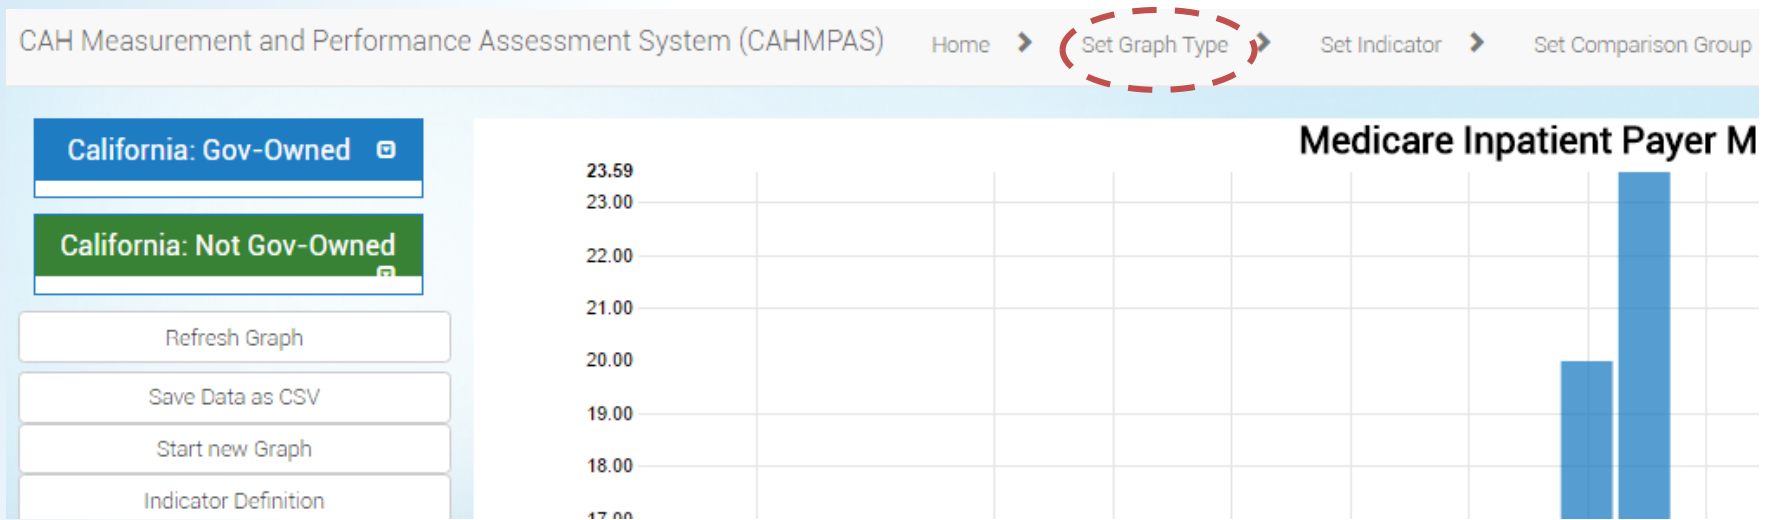 CAH Measurement and Performance Assessment System (CAHMPAS) Home Set Graph Type Set Indicator Set Comparison Group
California: Gov-Owned
California: Not Gov-Owned
Refresh Graph
Save Data as CSV
Start new Graph
Indicator Definition
Medicare Inpatient Payer M
23.59
23.00
22.00
21.00
20.00
19.00
18.00
17.00